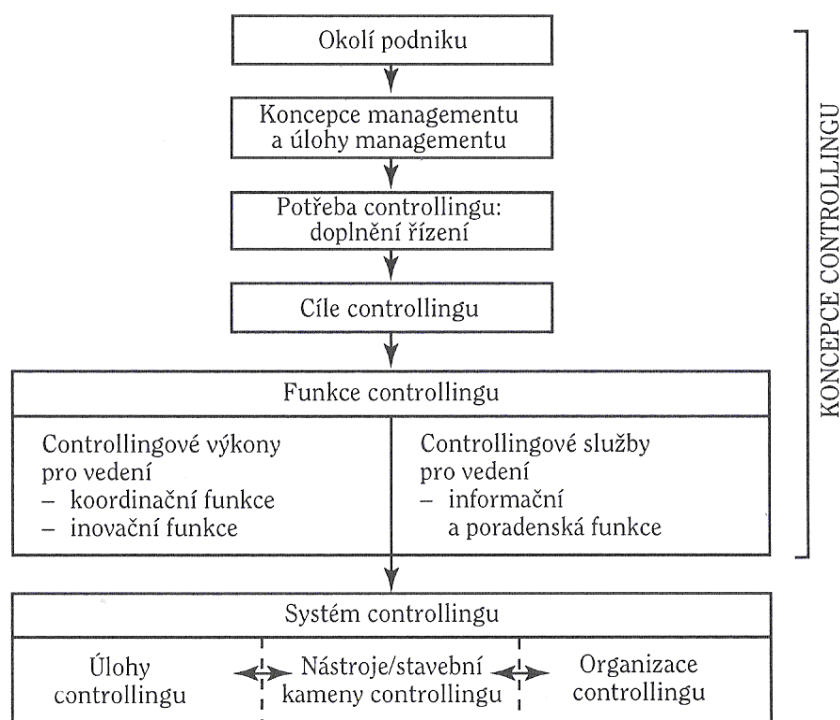 Okolí podniku
Koncepce managementu
a úlohy managementu
Potřeba controllingu:
doplnění řízení
Cíle controllingu
Funkce controllingu
Controllingové výkony
pro vedení
– koordinační funkce
– inovační funkce
Controllingové služby
pro vedení
– informační
a poradenská funkce
KONCEPCE CONTROLLINGU
Systém controllingu
Úlohy
controllingu
Nástroje/stavební
kameny controllingu
Organizace
controllingu